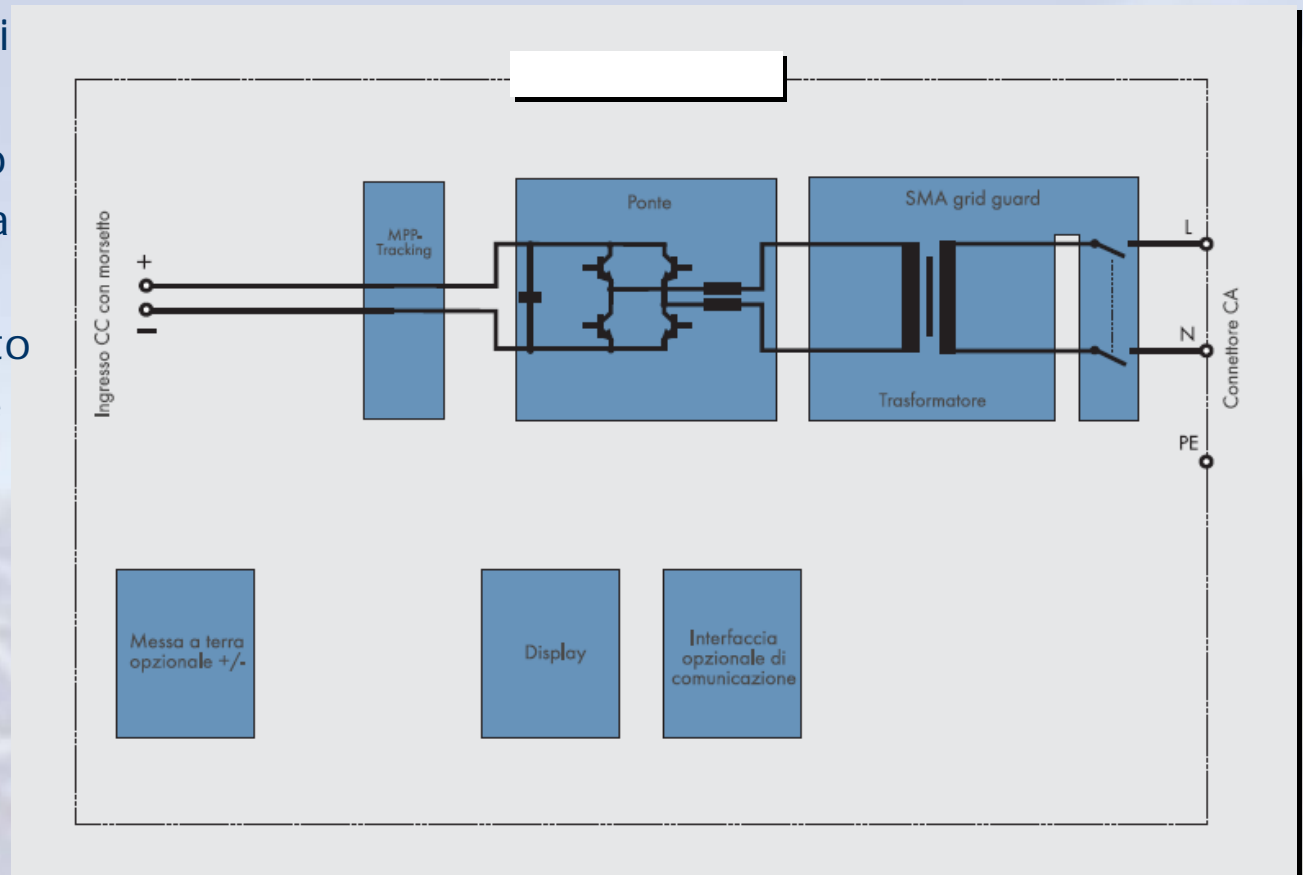 i
o
a
to
Ponte
SMA grid guard
MPP-
Tracking
L
+
Ingresso CC con morsetto
−
N
Connettore CA
Trasformatore
PE
Messa a terra
opzionale +/-
Display
Interfaccia
opzionale di
comunicazione